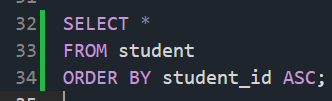 32 SELECT *
33 FROM student
34 ORDER BY student_id ASC;